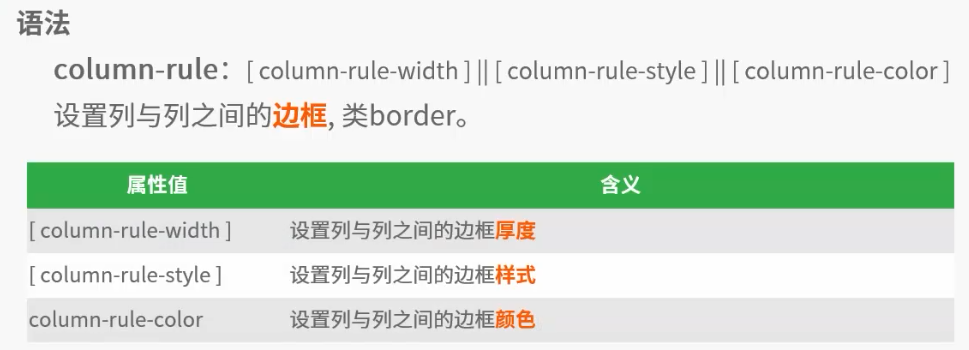 语法
column-rule：[ column-rule-width ] || [ column-rule-style ] || [ column-rule-color ]
设置列与列之间的边框, 类border。
属性值 含义
[ column-rule-width ] 设置列与列之间的边框厚度
[ column-rule-style ] 设置列与列之间的边框样式
column-rule-color 设置列与列之间的边框颜色